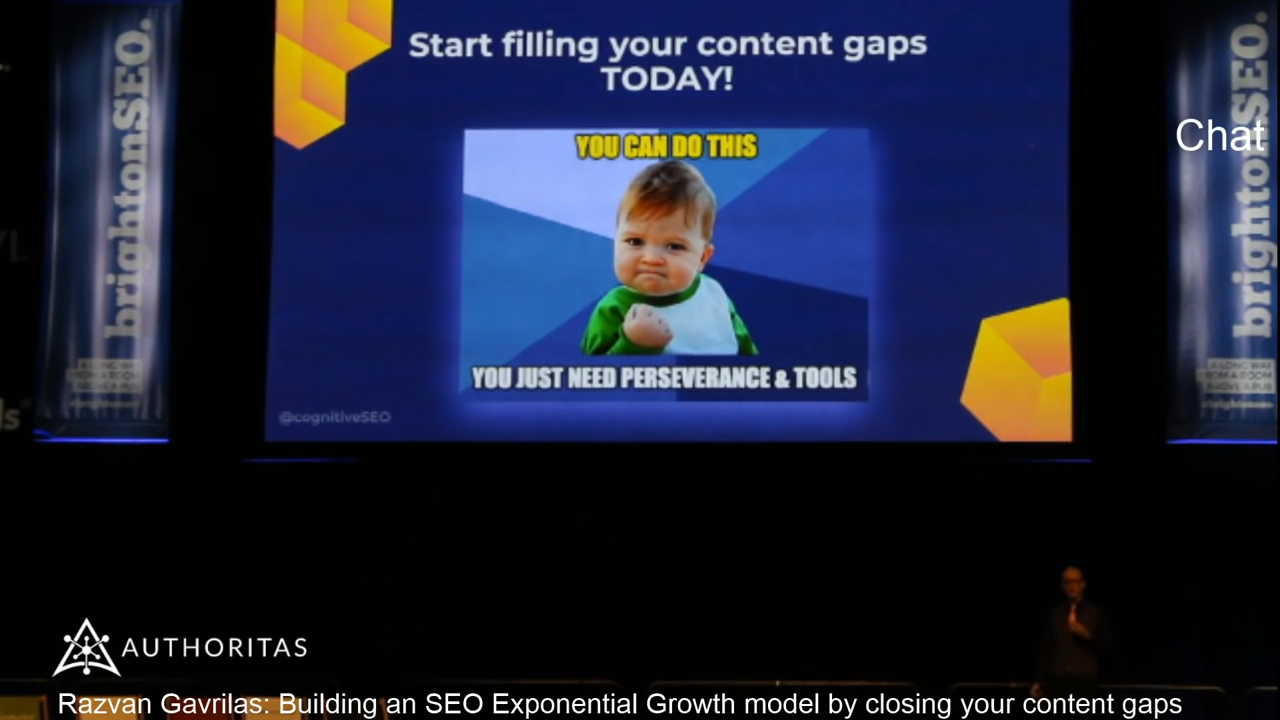 brightonSEO.
Start filling your content gaps
TODAY!
YOU CAN DO THIS
YOU JUST NEED PERSEVERANCE & TOOLS
@cognitiveSEO
Chat
brightonSEO.
AUTHORITAS
Razvan Gavrilas: Building an SEO Exponential Growth model by closing your content gaps